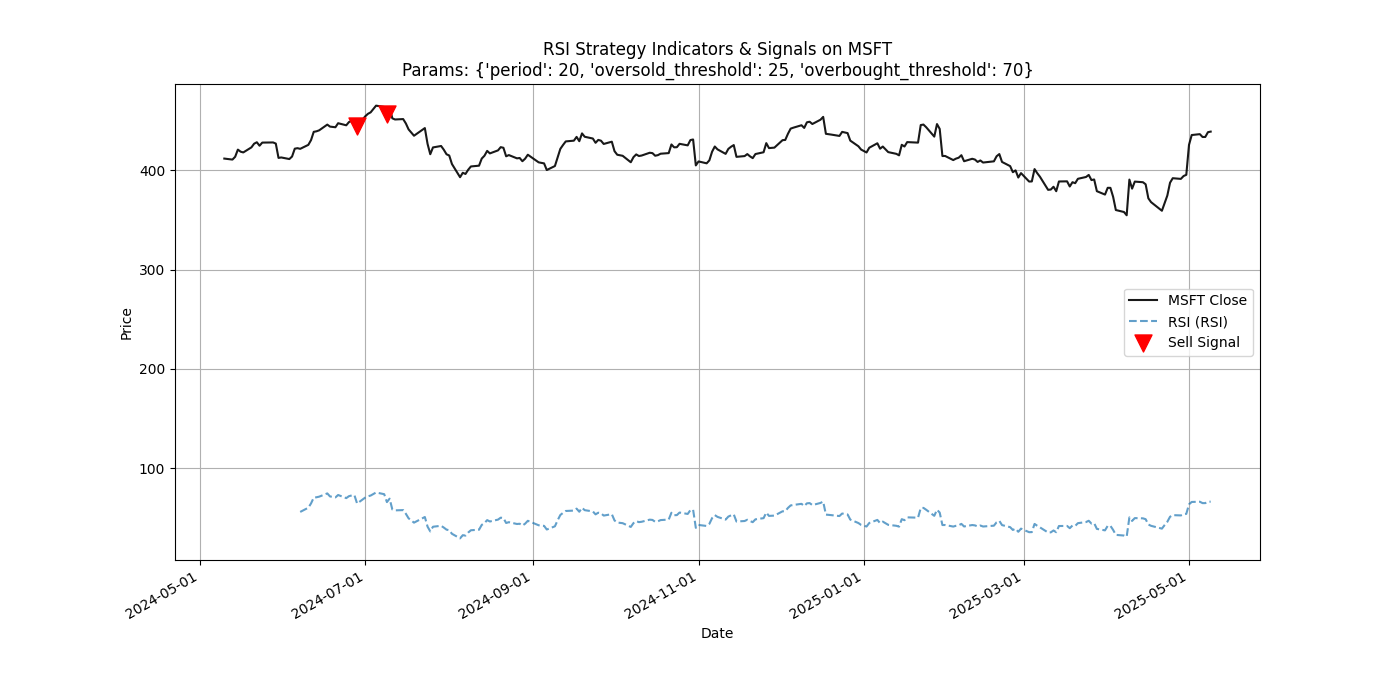 RSI Strategy Indicators & Signals on MSFT
Params: {'period': 20, 'oversold_threshold': 25, 'overbought_threshold': 70}
Price
400
300
200
100
MSFT Close
RSI (RSI)
Sell Signal
2024-05-01
2024-07-01
2024-09-01
2024-11-01
2025-01-01
2025-03-01
2025-05-01
Date